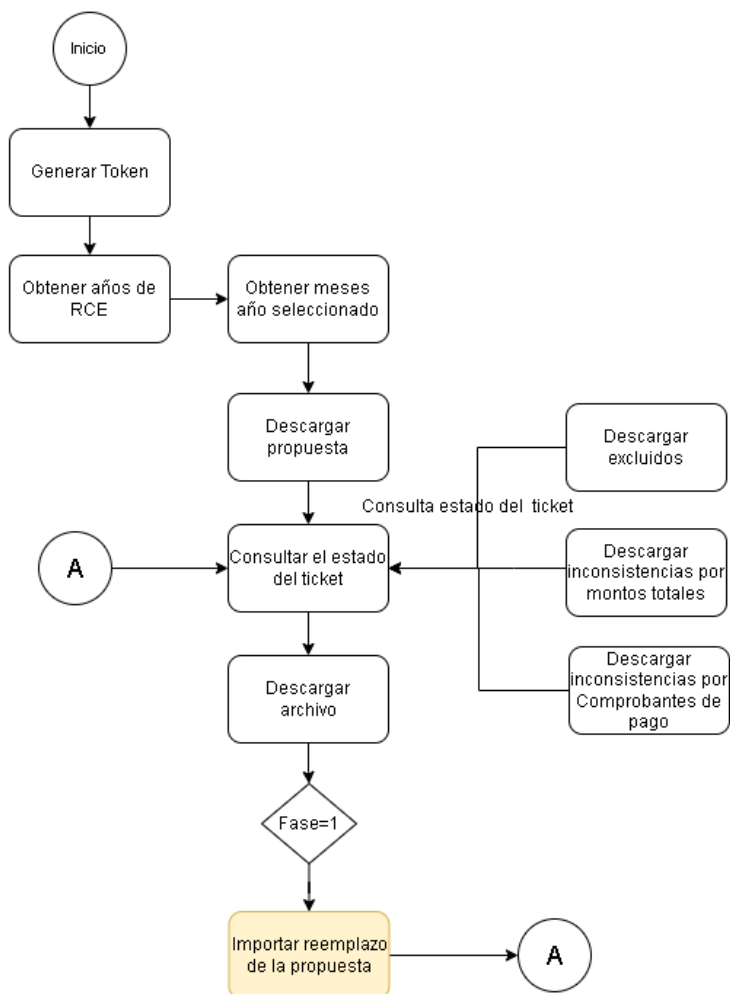 Inicio
Generar Token
Obtener años de
RCE
Obtener meses
año seleccionado
Descargar
propuesta
Descargar
excluidos
Consulta estado del ticket
A
Consultar el estado
del ticket
Descargar
inconsistencias por
montos totales
Descargar
archivo
Descargar
inconsistencias por
Comprobantes de
pago
Fase=1
Importar reemplazo
de la propuesta
A